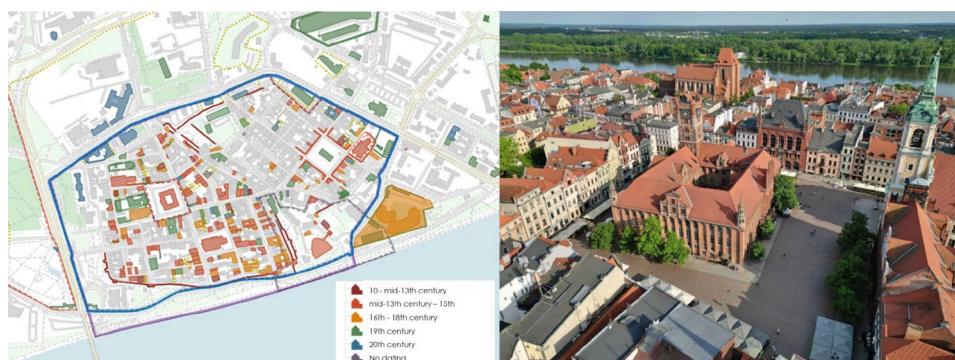 10 - mid-13th century
mid-13th century – 15th
16th - 18th century
19th century
20th century
No dating